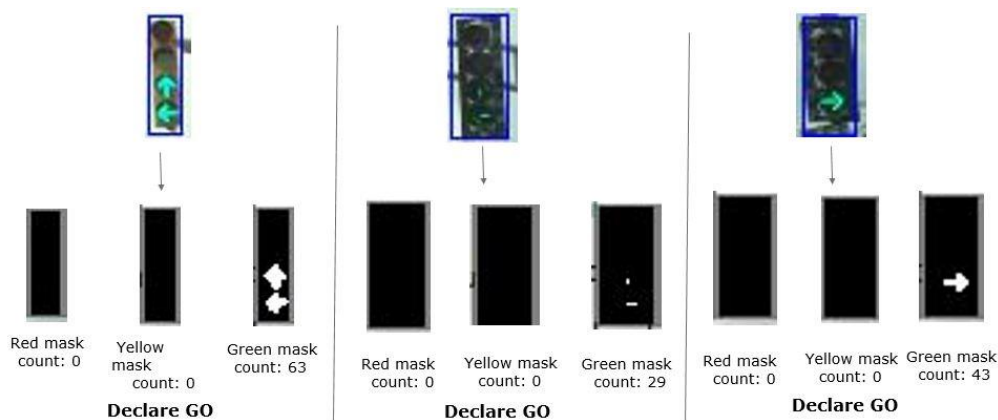 Red mask
count: 0
Yellow
mask
count: 0
Green mask
count: 63
Declare GO
Red mask
count: 0
Yellow mask
count: 0
Green mask
count: 29
Declare GO
Red mask
count: 0
Yellow mask
count: 0
Green mask
count: 43
Declare GO